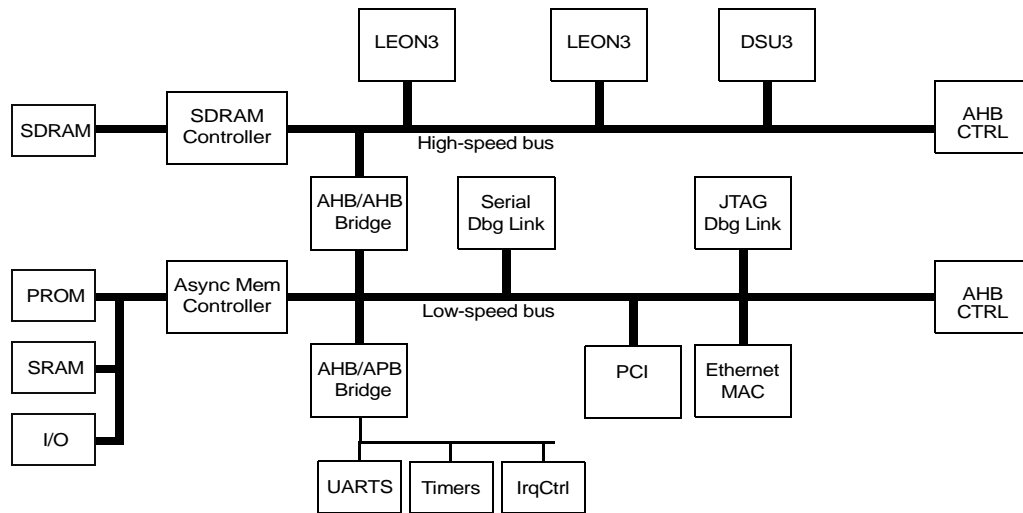 LEON3
LEON3
DSU3
SDRAM
SDRAM
Controller
AHB
CTRL
High-speed bus
AHB/AHB
Bridge
Serial
Dbg Link
JTAG
Dbg Link
PROM
Async Mem
Controller
AHB
CTRL
Low-speed bus
SRAM
AHB/APB
Bridge
PCI
Ethernet
MAC
I/O
UARTS
Timers
IrqCtrl